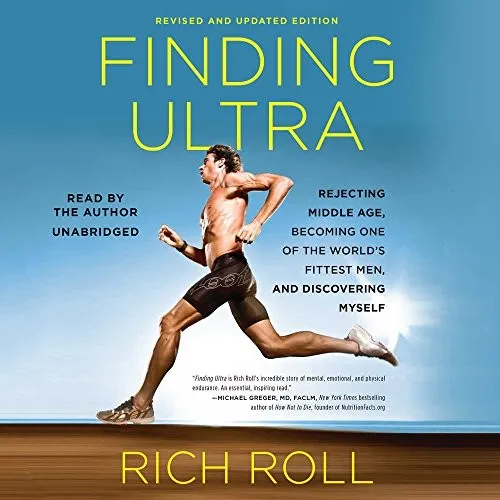 REVISED AND UPDATED EDITION
FINDING
ULTRA
READ BY
THE AUTHOR
UNABRIDGED
REJECTING
MIDDLE AGE,
BECOMING ONE
OF THE WORLD'S
FITTEST MEN,
AND DISCOVERING
MYSELF
"Finding Ultra is Rich Roll's incredible story of mental, emotional, and physical
endurance. An essential, inspiring read."
—MICHAEL GREGER, MD, FACLM, New York Times bestselling
author of How Not to Die, founder of NutritionFacts.org
RICH ROLL